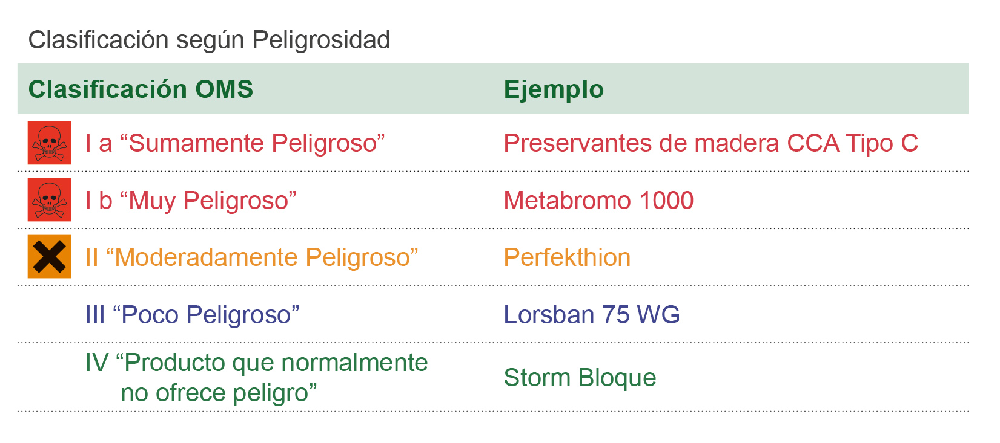 Clasificación según Peligrosidad
Clasificación OMS Ejemplo
I a “Sumamente Peligroso” Preservantes de madera CCA Tipo C
I b “Muy Peligroso” Metabromo 1000
II “Moderadamente Peligroso” Perfekthion
III “Poco Peligroso” Lorsban 75 WG
IV “Producto que normalmente
no ofrece peligro” Storm Bloque